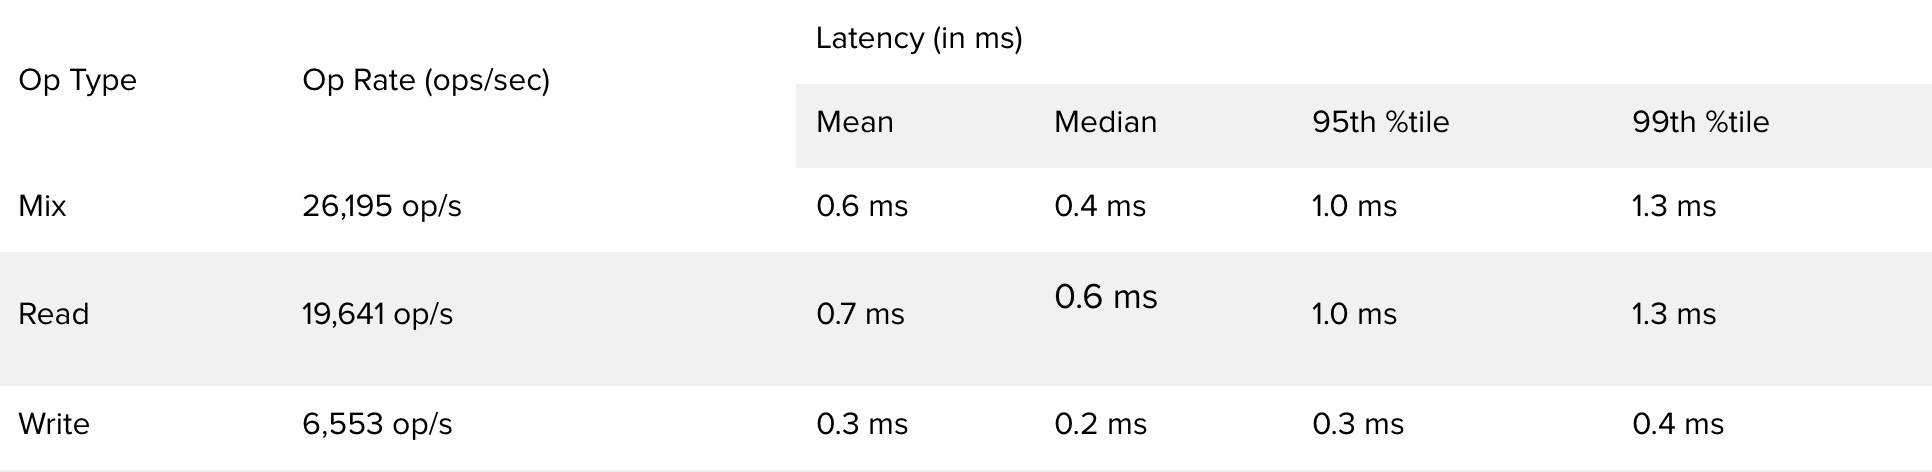 Latency (in ms)
Op Type Op Rate (ops/sec)
Mean Median 95th %tile 99th %tile
Mix 26,195 op/s 0.6 ms 0.4 ms 1.0 ms 1.3 ms
Read 19,641 op/s 0.7 ms 0.6 ms 1.0 ms 1.3 ms
Write 6,553 op/s 0.3 ms 0.2 ms 0.3 ms 0.4 ms